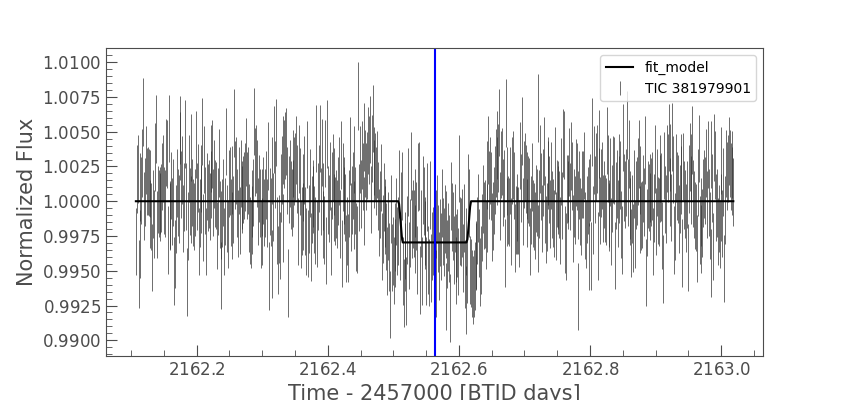 1.0100
1.0075
1.0050
1.0025
1.0000
0.9975
0.9950
0.9925
0.9900
Normalized Flux
fit_model
TIC 381979901
2162.2 2162.4 2162.6 2162.8 2163.0
Time - 2457000 [BTJD days]